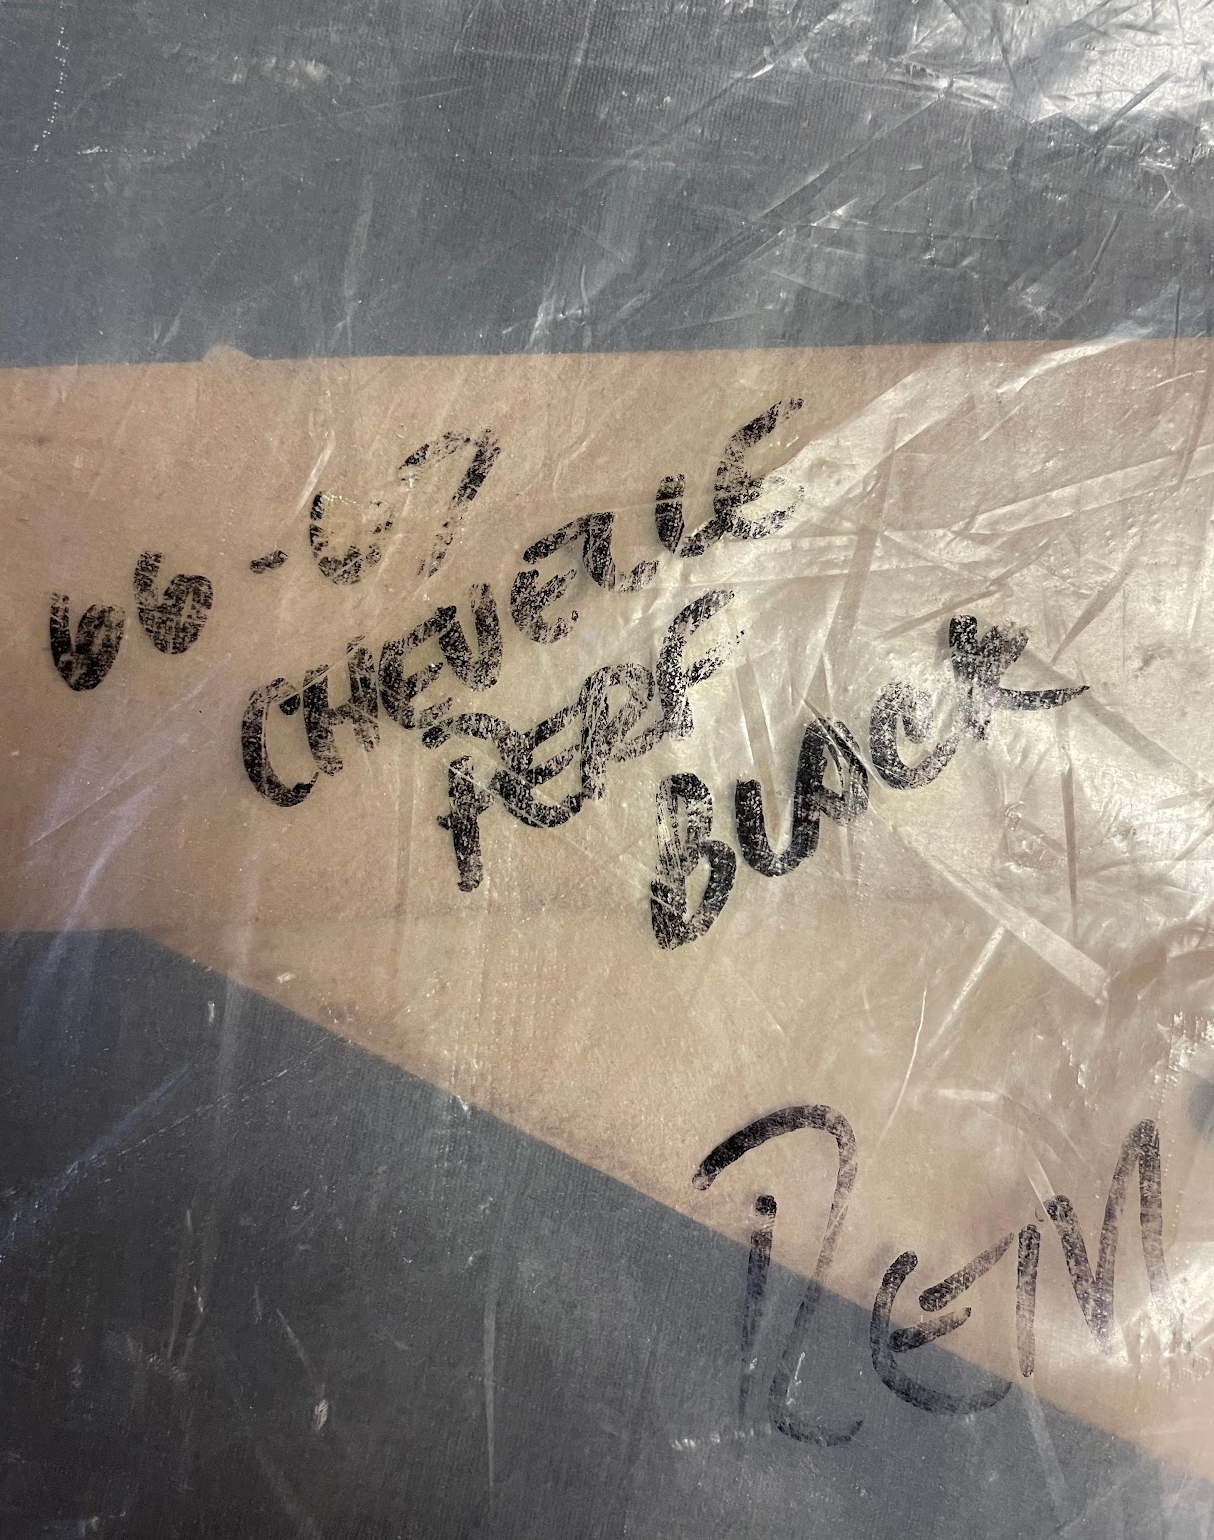 66-67
CHEVELLE
PERF
BLACK
REM